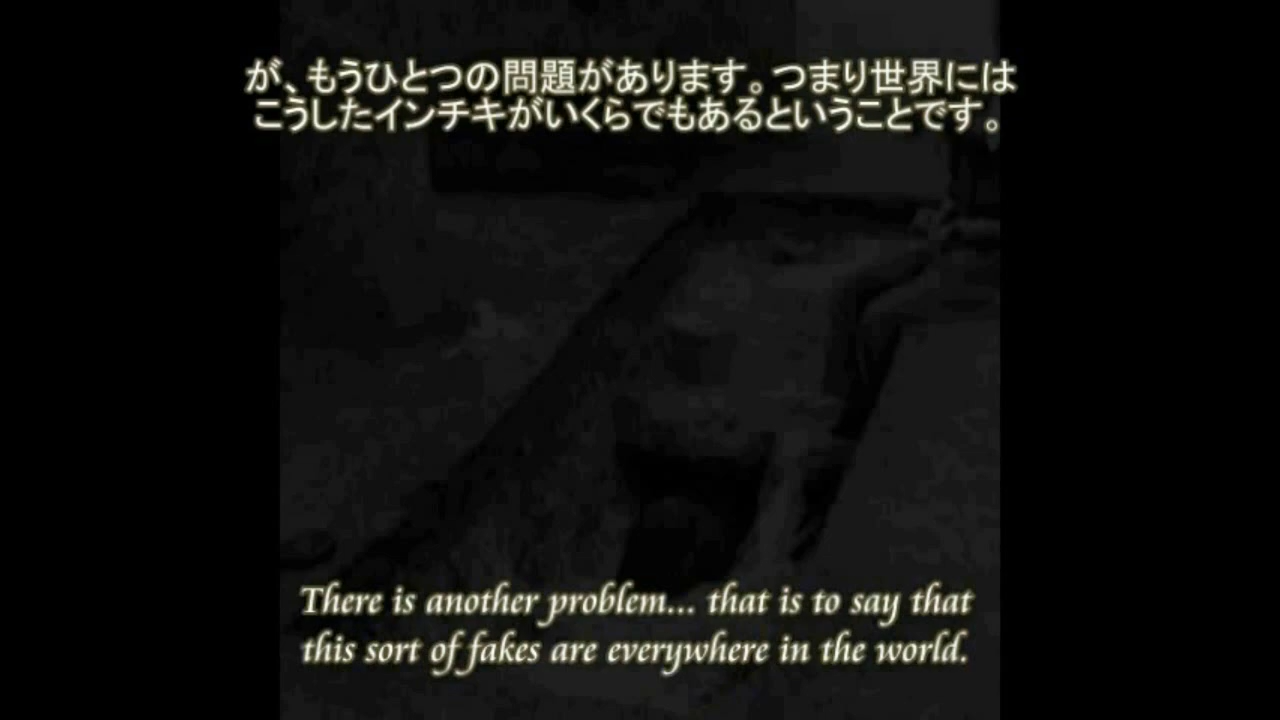 が、もうひとつの問題があります。つまり世界には
こうしたインチキがいくらでもあるということです。
There is another problem... that is to say that
this sort of fakes are everywhere in the world.